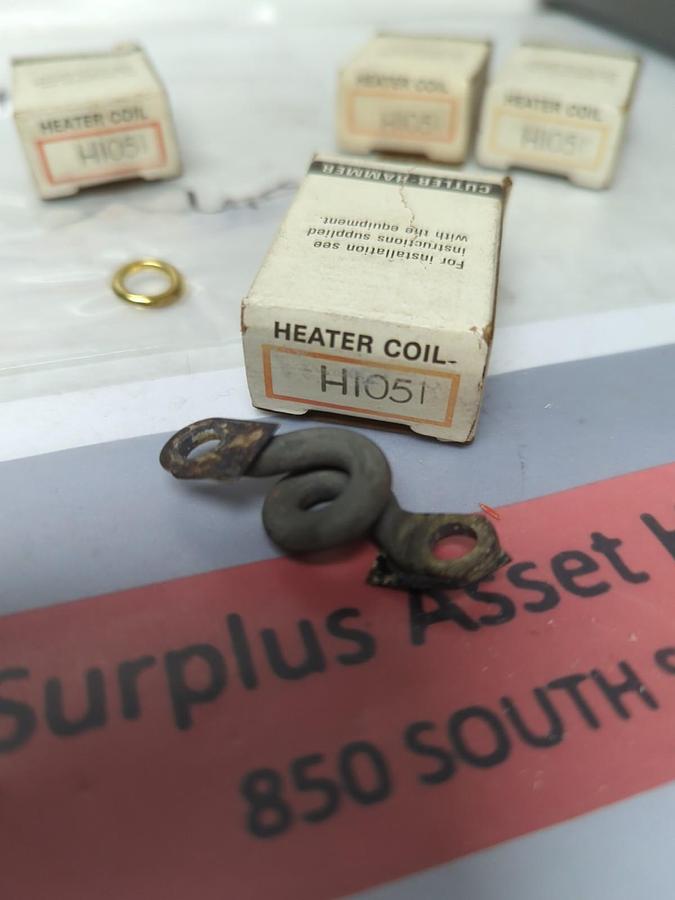 HEATER COIL
H1051
HEATER COIL
H1051
HEATER COIL
H1051
CUTLER-HAMMER
For installation see
instructions supplied
with the equipment.
HEATER COIL
H1051
Surplus Asset
850 SOUTH